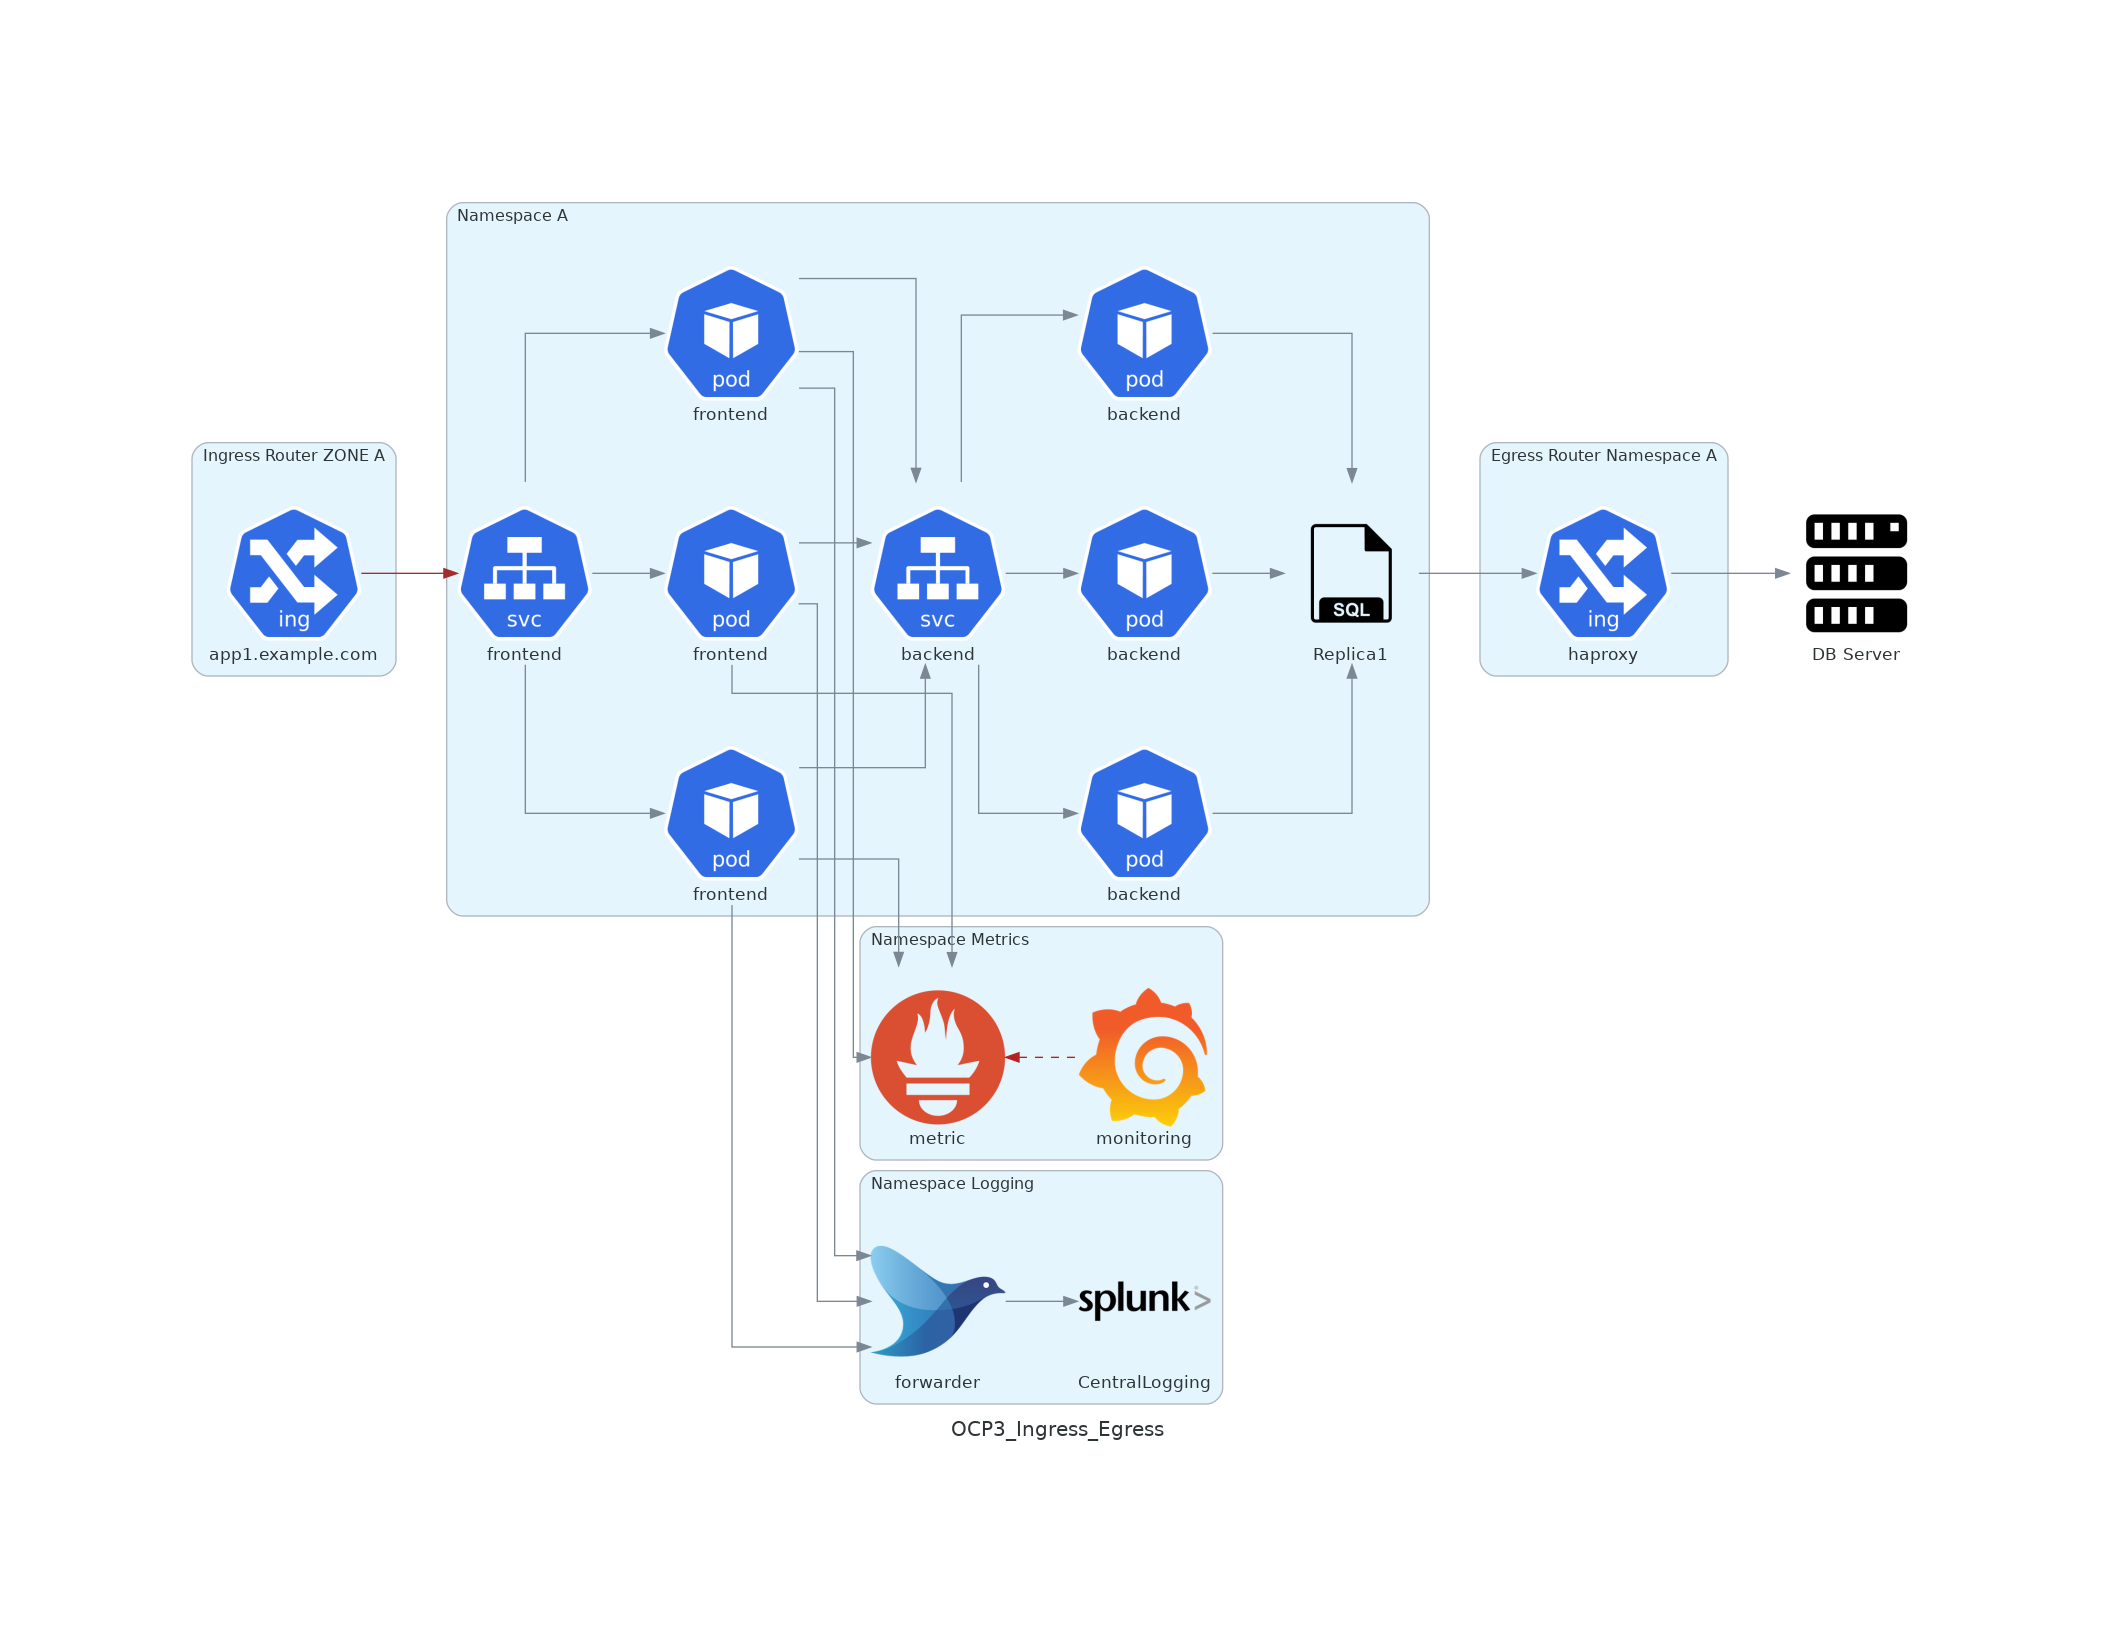 Namespace A
pod
frontend
pod
backend
Ingress Router ZONE A
ing
app1.example.com
svc
frontend
pod
frontend
svc
backend
pod
backend
SQL
Replica1
Egress Router Namespace A
ing
haproxy
DB Server
pod
frontend
pod
backend
Namespace Metrics
metric
monitoring
Namespace Logging
forwarder
splunk>
CentralLogging
OCP3_Ingress_Egress